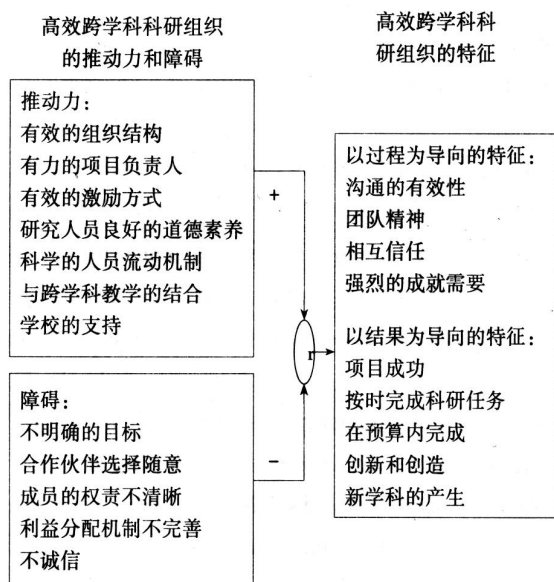 高效跨学科科研组织
的推动力和障碍
推动力：
有效的组织结构
有力的项目负责人
有效的激励方式
研究人员良好的道德素养
科学的人员流动机制
与跨学科教学的结合
学校的支持
+
障碍：
不明确的目标
合作伙伴选择随意
成员的权责不清晰
利益分配机制不完善
不诚信
−
r
高效跨学科科
研组织的特征
以过程为导向的特征：
沟通的有效性
团队精神
相互信任
强烈的成就需要
以结果为导向的特征：
项目成功
按时完成科研任务
在预算内完成
创新和创造
新学科的产生